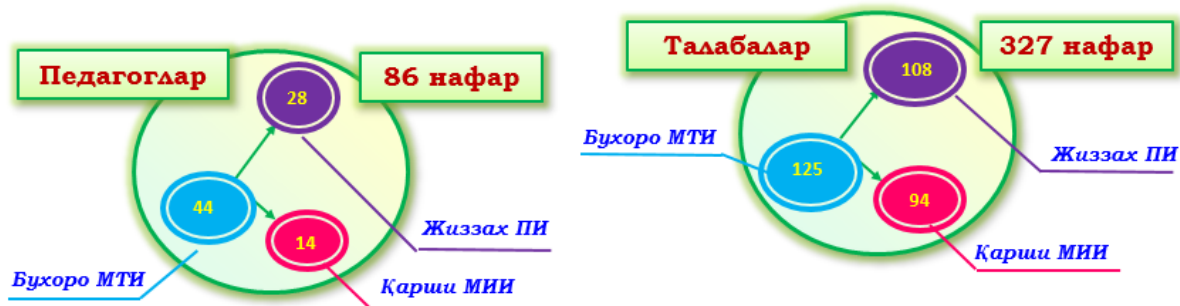 Педагоглар
86 нафар
28
44
14
Жиззах ПИ
Бухоро МТИ
Қарши МИИ
Талабалар
327 нафар
108
Бухоро МТИ
125
Жиззах ПИ
94
Қарши МИИ